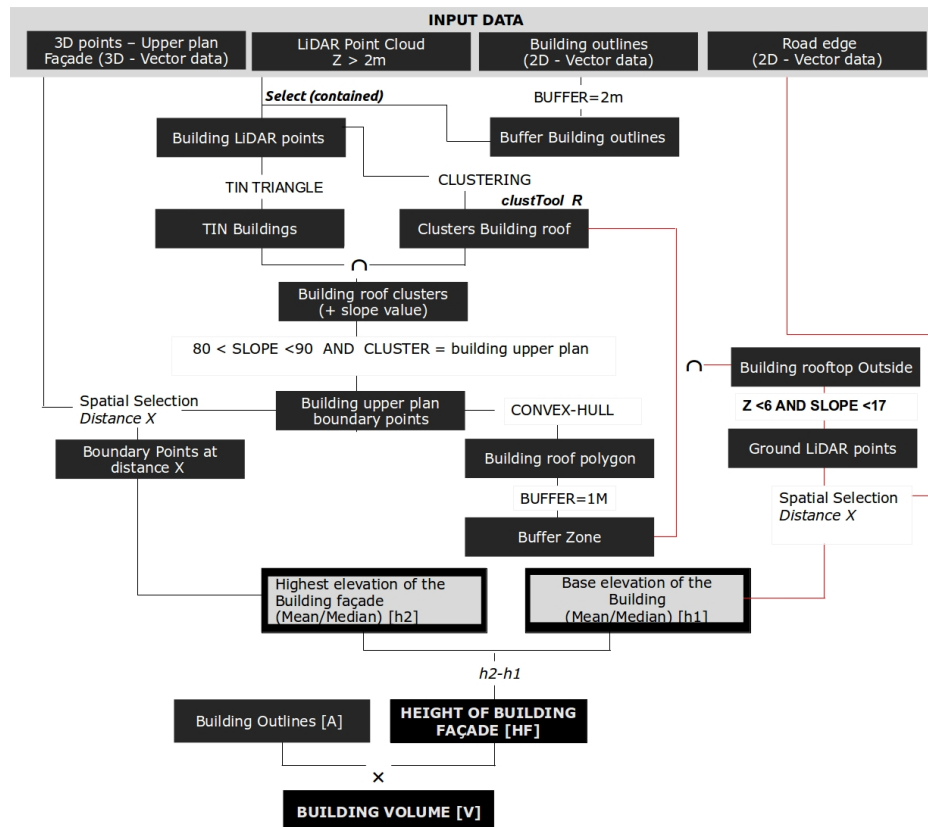 INPUT DATA
3D points – Upper plan
Façade (3D - Vector data)
LiDAR Point Cloud
Z > 2m
Building outlines
(2D - Vector data)
Road edge
(2D - Vector data)
Select (contained)
BUFFER=2m
Building LiDAR points
Buffer Building outlines
TIN TRIANGLE
CLUSTERING
clustTool R
TIN Buildings
Clusters Building roof
∩
Building roof clusters
(+ slope value)
80 < SLOPE <90 AND CLUSTER = building upper plan
∩
Building rooftop Outside
Z <6 AND SLOPE <17
Spatial Selection
Distance X
Building upper plan
boundary points
CONVEX-HULL
Boundary Points at
distance X
Building roof polygon
Ground LiDAR points
BUFFER=1M
Spatial Selection
Distance X
Buffer Zone
Highest elevation of the
Building façade
(Mean/Median) [h2]
Base elevation of the
Building
(Mean/Median) [h1]
h2-h1
Building Outlines [A]
HEIGHT OF BUILDING
FAÇADE [HF]
×
BUILDING VOLUME [V]